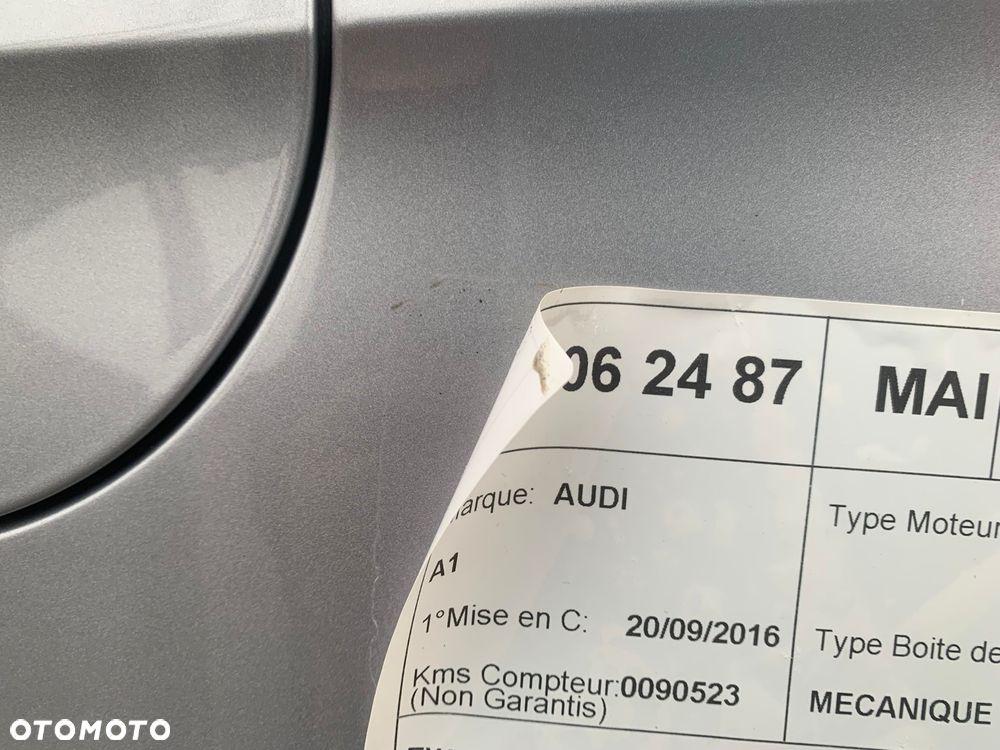 06 24 87 MAI
Marque: AUDI
Type Moteur
A1
1°Mise en C: 20/09/2016
Type Boite de
Kms Compteur:0090523
(Non Garantis)
MECANIQUE
OTOMOTO